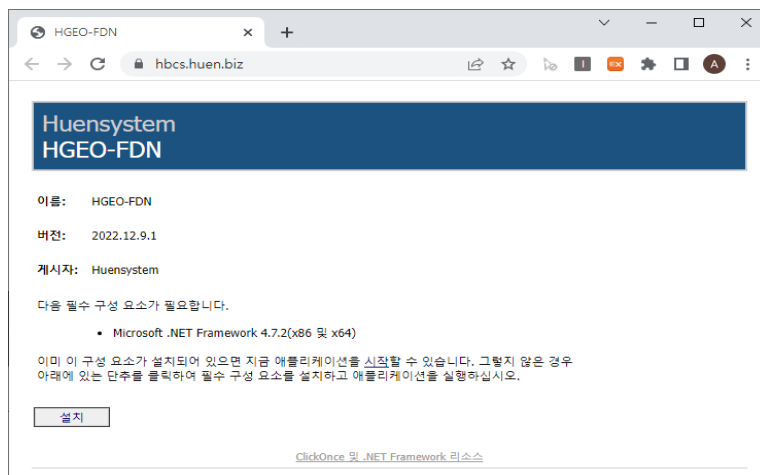 HGEO-FDN
hbcs.huen.biz
I
EX
A
Huensystem
HGEO-FDN
이름: HGEO-FDN
버전: 2022.12.9.1
게시자: Huensystem
다음 필수 구성 요소가 필요합니다.
• Microsoft .NET Framework 4.7.2(x86 및 x64)
이미 이 구성 요소가 설치되어 있으면 지금 애플리케이션을 시작할 수 있습니다. 그렇지 않은 경우
아래에 있는 단추를 클릭하여 필수 구성 요소를 설치하고 애플리케이션을 실행하십시오.
설치
ClickOnce 및 .NET Framework 리소스